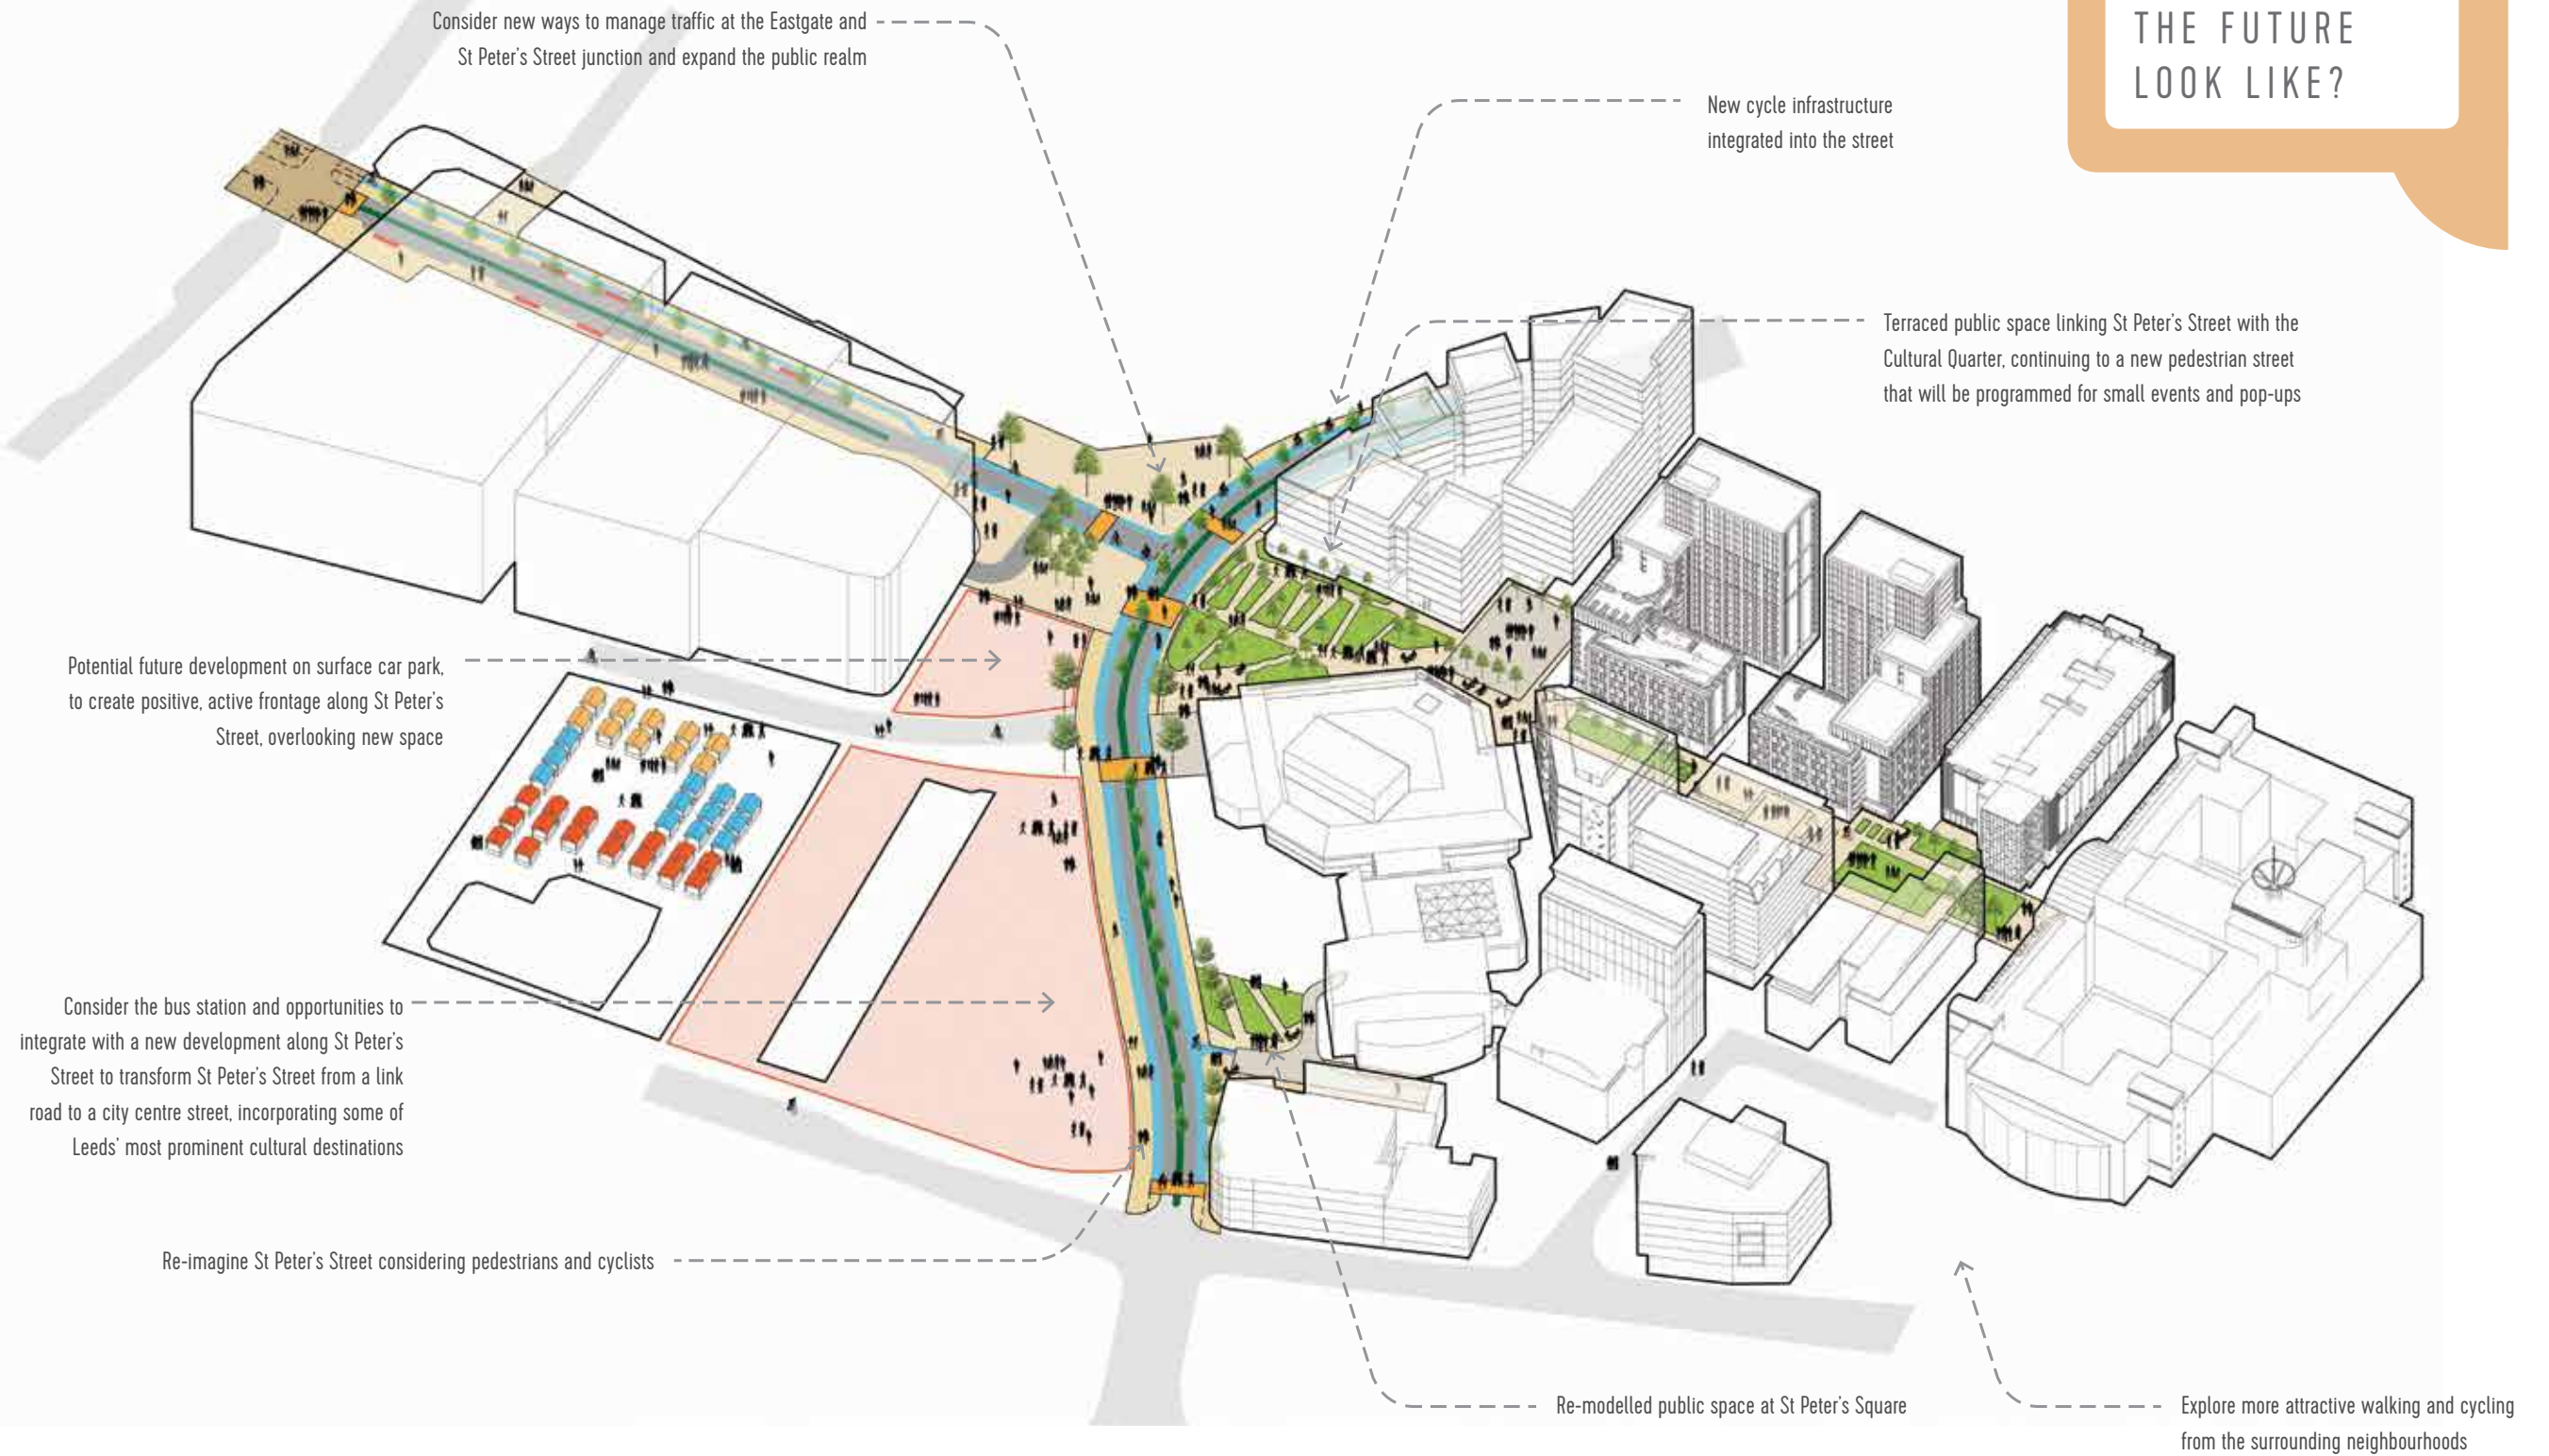 THE FUTURE
LOOK LIKE?
Consider new ways to manage traffic at the Eastgate and
St Peter's Street junction and expand the public realm
New cycle infrastructure
integrated into the street
Terraced public space linking St Peter's Street with the
Cultural Quarter, continuing to a new pedestrian street
that will be programmed for small events and pop-ups
Potential future development on surface car park,
to create positive, active frontage along St Peter's
Street, overlooking new space
Consider the bus station and opportunities to
integrate with a new development along St Peter's
Street to transform St Peter's Street from a link
road to a city centre street, incorporating some of
Leeds' most prominent cultural destinations
Re-imagine St Peter's Street considering pedestrians and cyclists
Re-modelled public space at St Peter's Square
Explore more attractive walking and cycling
from the surrounding neighbourhoods